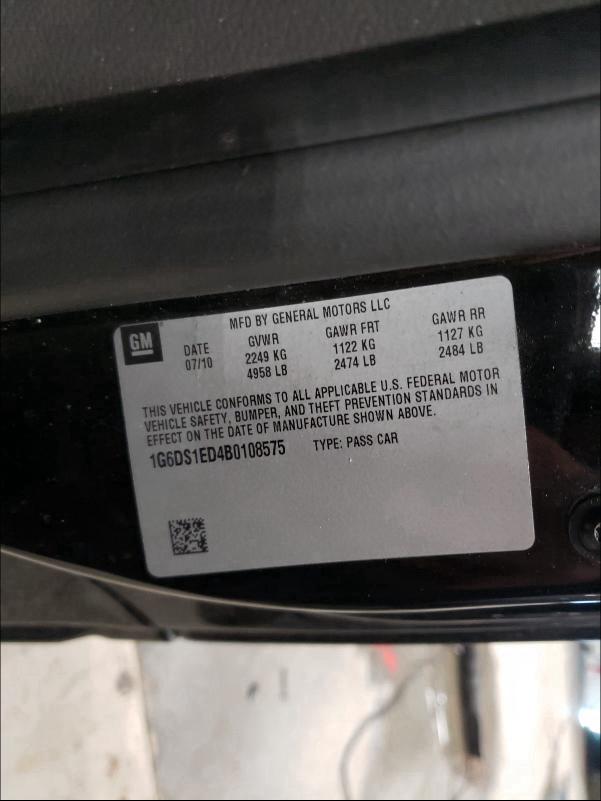 MFD BY GENERAL MOTORS LLC
GM DATE GVWR GAWR FRT GAWR RR
07/10 2249 KG 1122 KG 1127 KG
4958 LB 2474 LB 2484 LB
THIS VEHICLE CONFORMS TO ALL APPLICABLE U.S. FEDERAL MOTOR
VEHICLE SAFETY, BUMPER, AND THEFT PREVENTION STANDARDS IN
EFFECT ON THE DATE OF MANUFACTURE SHOWN ABOVE.
1G6DS1ED4B0108575 TYPE: PASS CAR